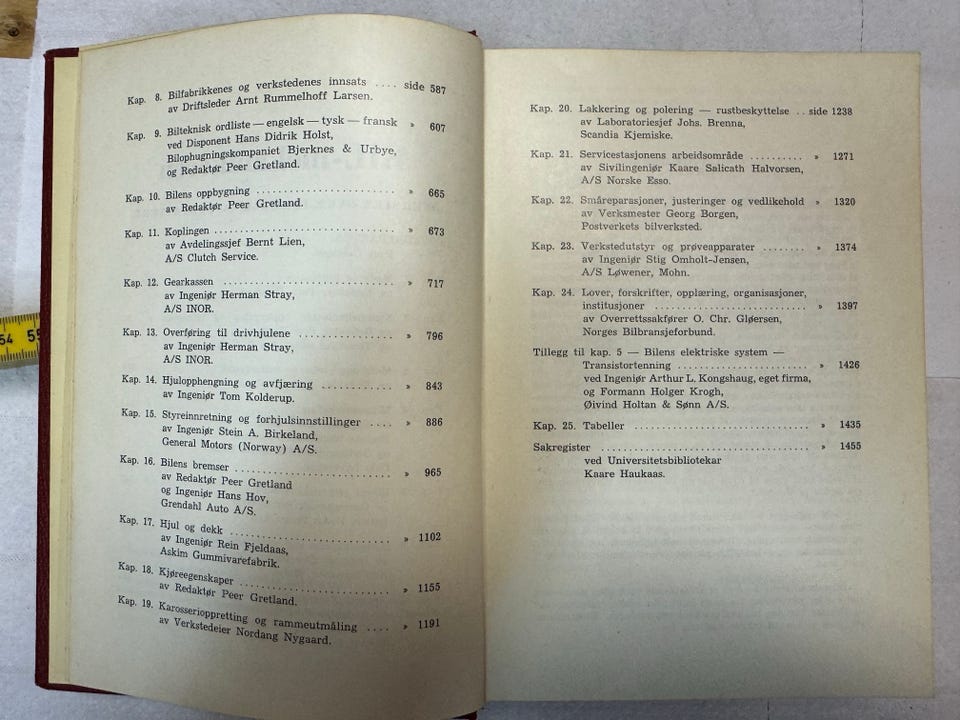 Kap. 8. Bilfabrikkenes og verkstedenes innsats .... side 587
av Driftsleder Arnt Rummelhoff Larsen.
Kap. 9. Bilteknisk ordliste — engelsk — tysk — fransk » 607
ved Disponent Hans Didrik Holst,
Bilophugningskompaniet Bjerknes & Urbye,
og Redaktør Peer Gretland.
Kap. 10. Bilens oppbygning .............................. » 665
av Redaktør Peer Gretland.
Kap. 11. Koplingen ........................................ » 673
av Avdelingssjef Bernt Lien,
A/S Clutch Service.
Kap. 12. Gearkassen ...................................... » 717
av Ingeniør Herman Stray,
A/S INOR.
Kap. 13. Overføring til drivhjulene ..................... » 796
av Ingeniør Herman Stray,
A/S INOR.
Kap. 14. Hjulopphengning og avfjæring ............. » 843
av Ingeniør Tom Kolderup.
Kap. 15. Styreinnretning og forhjulsinnstillinger .... » 886
av Ingeniør Stein A. Birkeland,
General Motors (Norway) A/S.
Kap. 16. Bilens bremser ............................... » 965
av Redaktør Peer Gretland
og Ingeniør Hans Hov,
Grendahl Auto A/S.
Kap. 17. Hjul og dekk ................................ » 1102
av Ingeniør Rein Fjeldaas,
Askim Gummivarefabrik.
Kap. 18. Kjøreegenskaper .............................. » 1155
av Redaktør Peer Gretland.
Kap. 19. Karosserioppretting og rammeutmåling .... » 1191
av Verkstedeier Nordang Nygaard.
Kap. 20. Lakkering og polering — rustbeskyttelse .. side 1238
av Laboratoriesjef Johs. Brenna,
Scandia Kjemiske.
Kap. 21. Servicestasjonens arbeidsområde .......... » 1271
av Sivilingeniør Kaare Salicath Halvorsen,
A/S Norske Esso.
Kap. 22. Småreparasjoner, justeringer og vedlikehold » 1320
av Verksmester Georg Borgen,
Postverkets bilverksted.
Kap. 23. Verkstedutstyr og prøveapparater ........ » 1374
av Ingeniør Stig Omholt-Jensen,
A/S Løwener, Mohn.
Kap. 24. Lover, forskrifter, opplæring, organisasjoner,
institusjoner ............................... » 1397
av Overrettssakfører O. Chr. Gløersen,
Norges Bilbransjeforbund.
Tillegg til kap. 5 — Bilens elektriske system —
Transistortenning ......................... » 1426
ved Ingeniør Arthur L. Kongshaug, eget firma,
og Formann Holger Krogh,
Øivind Holtan & Sønn A/S.
Kap. 25. Tabeller ................................... » 1435
Sakregister .......................................... » 1455
ved Universitetsbibliotekar
Kaare Haukaas.
54 55